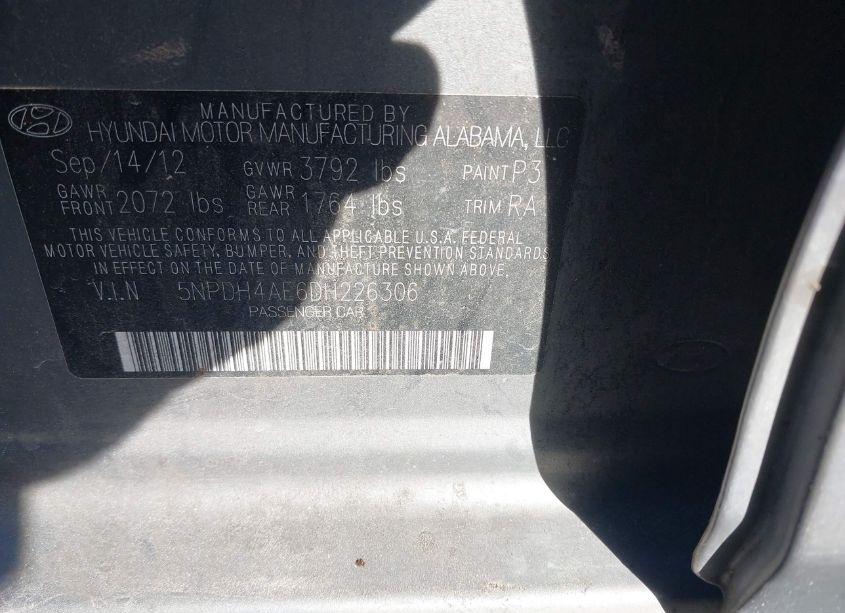 MANUFACTURED BY
HYUNDAI MOTOR MANUFACTURING ALABAMA, LLC
Sep/14/12 GVWR 3792 lbs PAINT P3
GAWR FRONT 2072 lbs GAWR REAR 1764 lbs TRIM RA
THIS VEHICLE CONFORMS TO ALL APPLICABLE U.S.A. FEDERAL
MOTOR VEHICLE SAFETY, BUMPER, AND THEFT PREVENTION STANDARDS
IN EFFECT ON THE DATE OF MANUFACTURE SHOWN ABOVE.
V.I.N 5NPDH4AE6DH226306
PASSENGER CAR